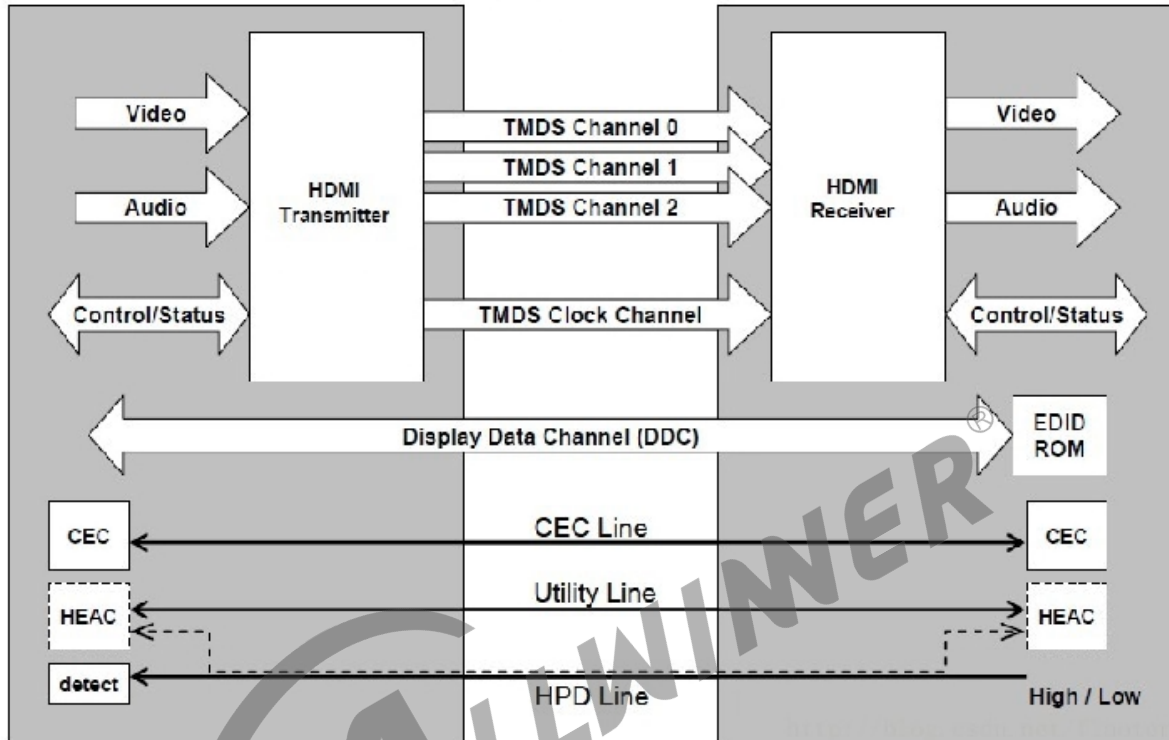 Video
TMDS Channel 0
Video
TMDS Channel 1
HDMI
Transmitter
HDMI
Receiver
Audio
TMDS Channel 2
Audio
Control/Status
TMDS Clock Channel
Control/Status
Display Data Channel (DDC)
EDID
ROM
®
CEC
CEC Line
CEC
Utility Line
HEAC
HEAC
detect
HPD Line
High / Low
ALLWINNER